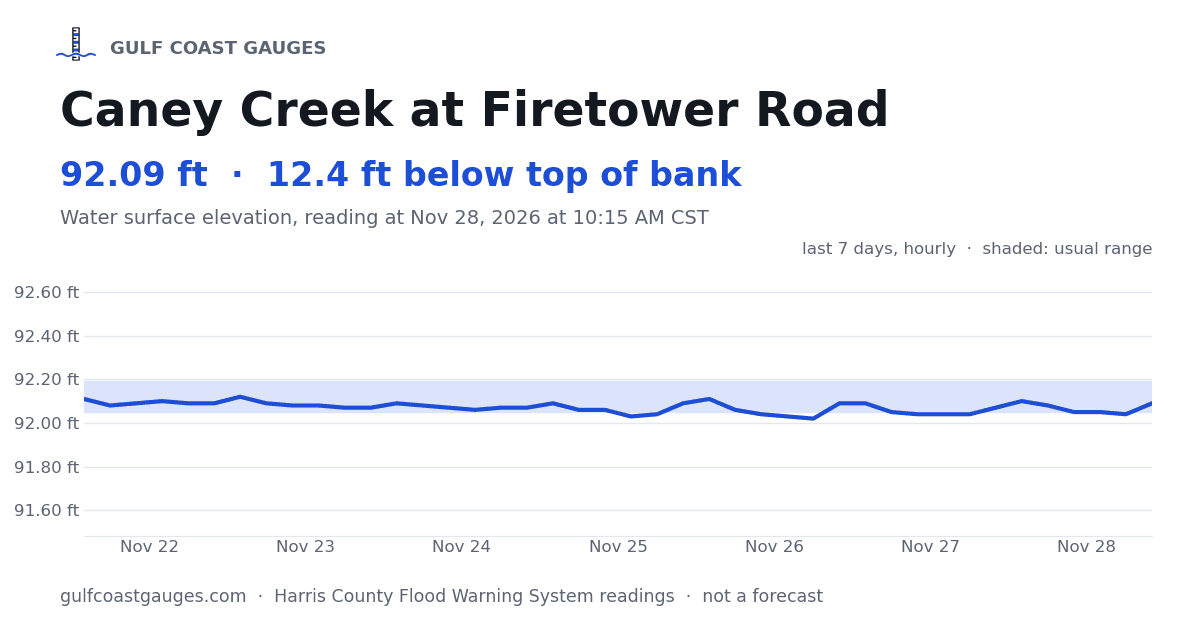 GULF COAST GAUGES
Caney Creek at Firetower Road
92.09 ft · 12.4 ft below top of bank
Water surface elevation, reading at Nov 28, 2026 at 10:15 AM CST
last 7 days, hourly · shaded: usual range
92.60 ft
92.40 ft
92.20 ft
92.00 ft
91.80 ft
91.60 ft
Nov 22 Nov 23 Nov 24 Nov 25 Nov 26 Nov 27 Nov 28
gulfcoastgauges.com · Harris County Flood Warning System readings · not a forecast